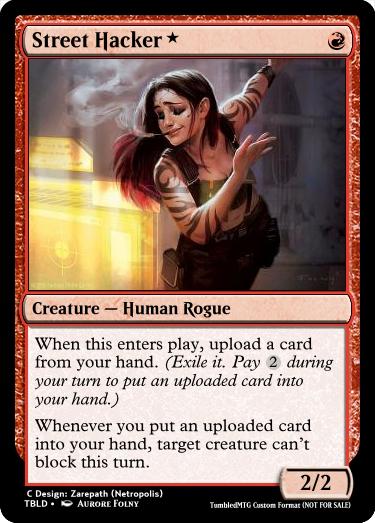 Street Hacker ★
Creature — Human Rogue
When this enters play, upload a card
from your hand. (Exile it. Pay 2 during
your turn to put an uploaded card into
your hand.)
Whenever you put an uploaded card
into your hand, target creature can't
block this turn.
2/2
C Design: Zarepath (Netropolis)
TBLD • Aurore Folny
TumbledMTG Custom Format (NOT FOR SALE)